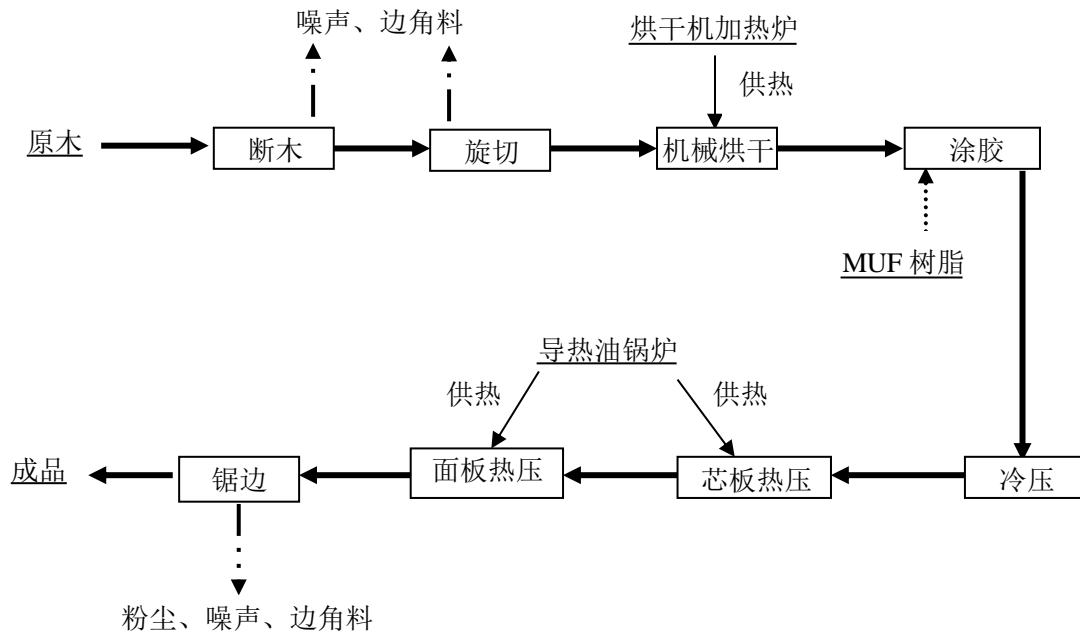 噪声、边角料
烘干机加热炉
供热
原木
断木
旋切
机械烘干
涂胶
MUF 树脂
导热油锅炉
供热
供热
成品
锯边
面板热压
芯板热压
冷压
粉尘、噪声、边角料